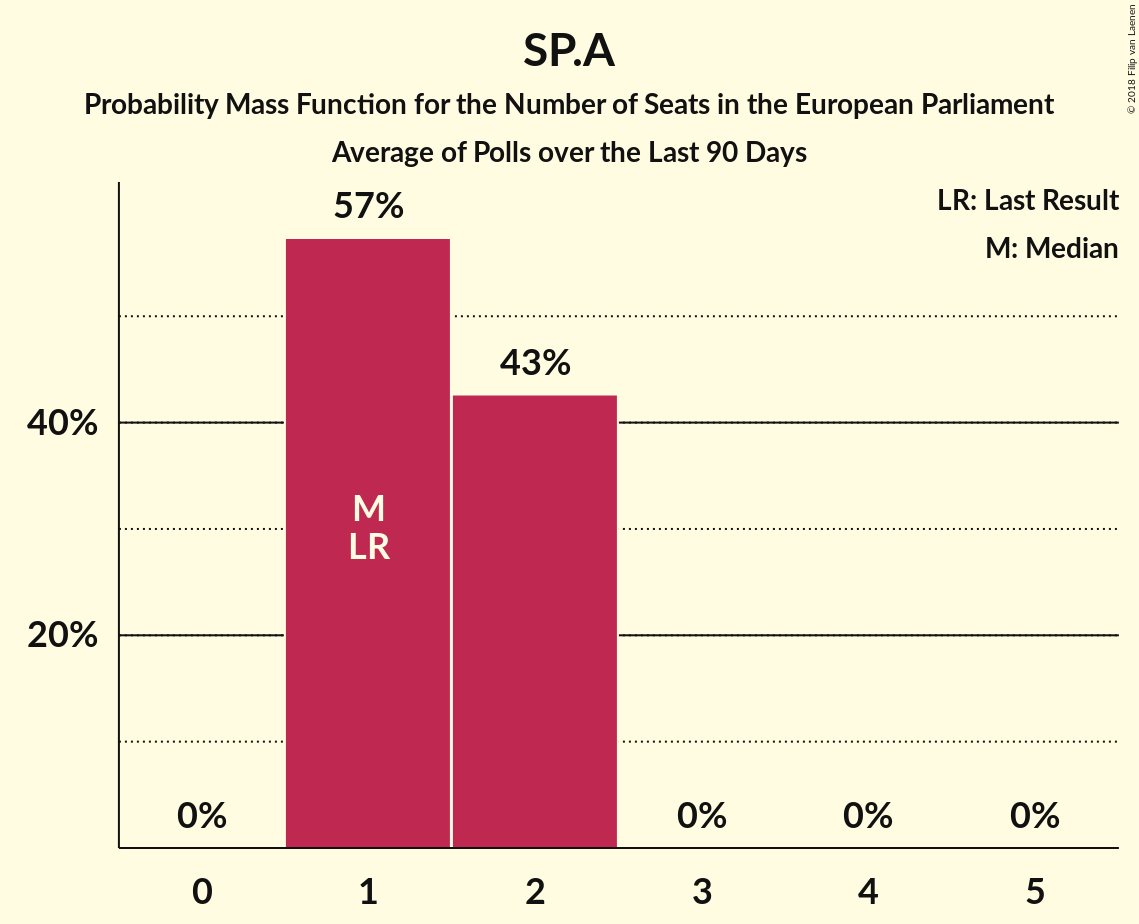 SP.A
Probability Mass Function for the Number of Seats in the European Parliament
Average of Polls over the Last 90 Days
© 2018 Filip van Laenen
LR: Last Result
M: Median
57%
43%
40%
20%
M
LR
0%
0%
0%
0%
0
1
2
3
4
5